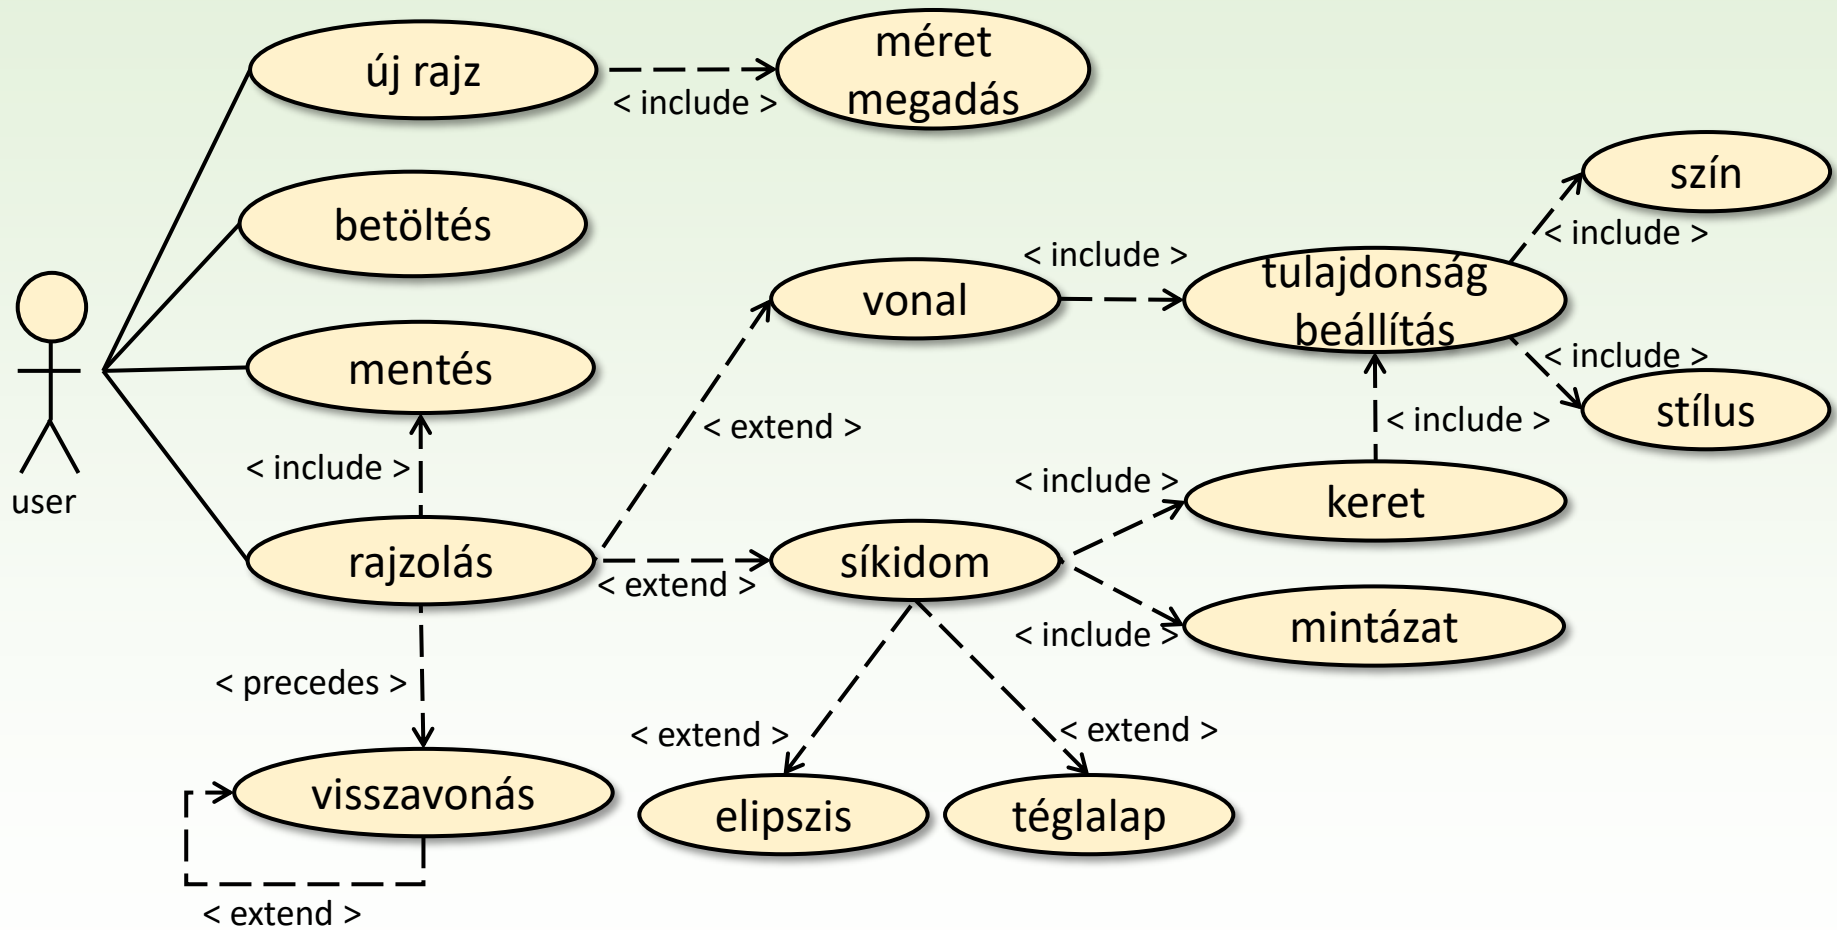 új rajz
< include >
méret
megadás
betöltés
szín
< include >
< include >
vonal
tulajdonság
beállítás
mentés
< include >
stílus
< extend >
< include >
< include >
user
< include >
keret
rajzolás
< extend >
síkidom
< include >
mintázat
< precedes >
< extend >
< extend >
visszavonás
elipszis
téglalap
< extend >